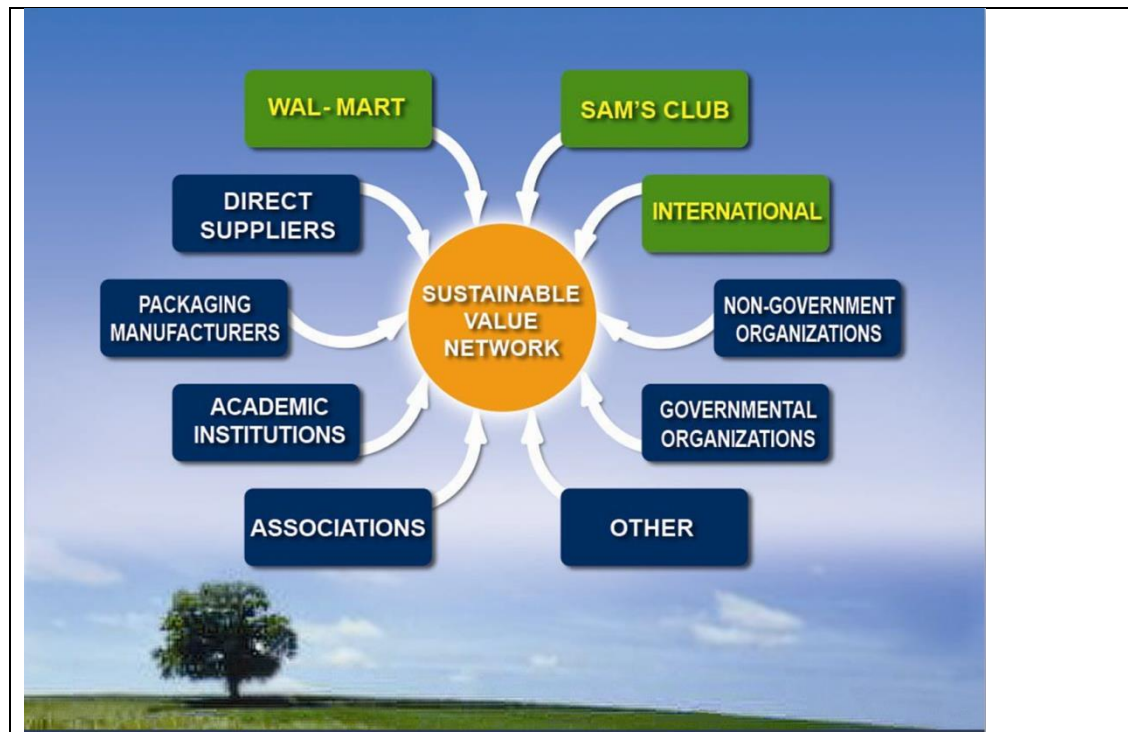 WAL- MART
SAM'S CLUB
DIRECT
SUPPLIERS
INTERNATIONAL
PACKAGING
MANUFACTURERS
SUSTAINABLE
VALUE
NETWORK
NON-GOVERNMENT
ORGANIZATIONS
ACADEMIC
INSTITUTIONS
GOVERNMENTAL
ORGANIZATIONS
ASSOCIATIONS
OTHER